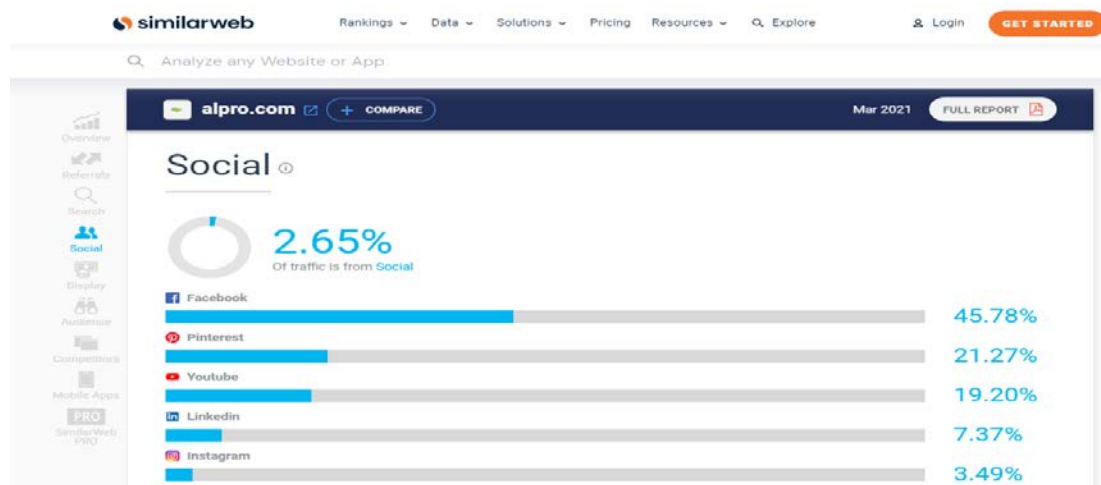 similarweb Rankings Data Solutions Pricing Resources Explore Login GET STARTED
Analyze any Website or App
alpro.com + COMPARE Mar 2021 FULL REPORT
Overview
Referrals
Search
Social
Display
Audience
Competitors
Mobile Apps
PRO
SimilarWeb
PRO
Social
2.65%
Of traffic is from Social
Facebook
45.78%
Pinterest
21.27%
Youtube
19.20%
Linkedin
7.37%
Instagram
3.49%